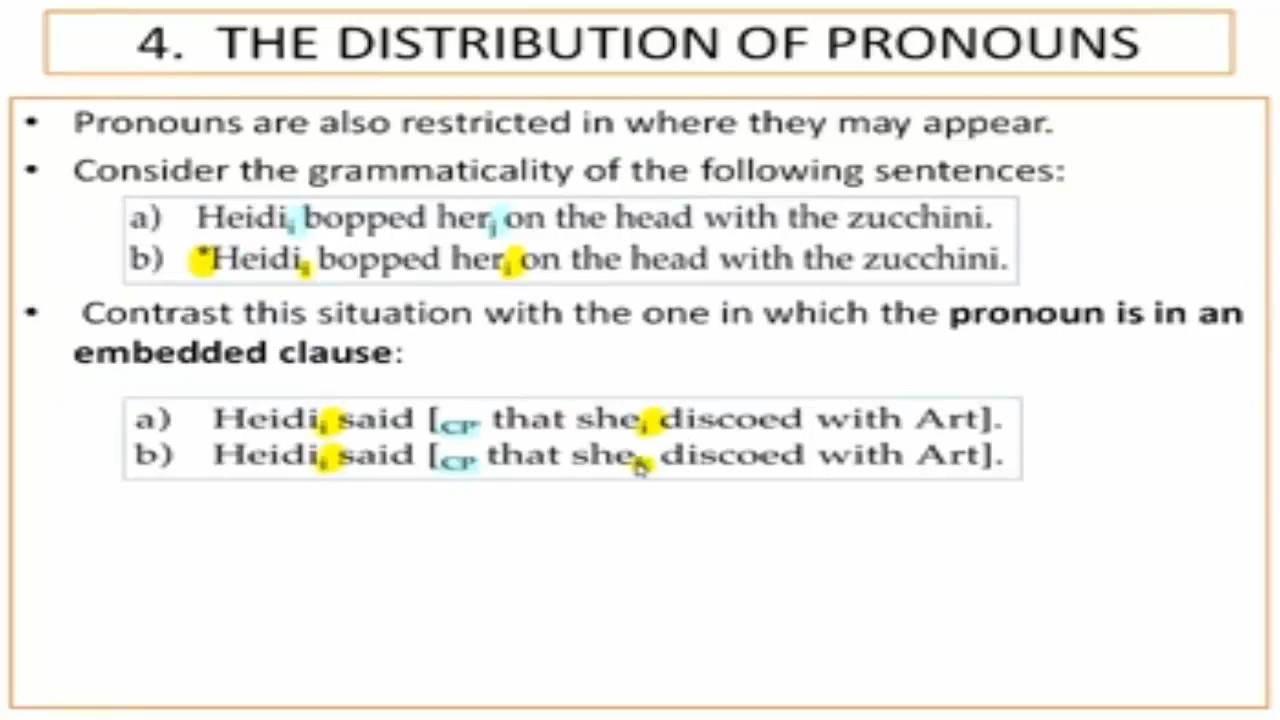 4. THE DISTRIBUTION OF PRONOUNS
• Pronouns are also restricted in where they may appear.
• Consider the grammaticality of the following sentences:
a) Heidiᵢ bopped herⱼ on the head with the zucchini.
b) *Heidiᵢ bopped herᵢ on the head with the zucchini.
• Contrast this situation with the one in which the pronoun is in an
embedded clause:
a) Heidiᵢ said [CP that sheᵢ discoed with Art].
b) Heidiᵢ said [CP that sheₖ discoed with Art].